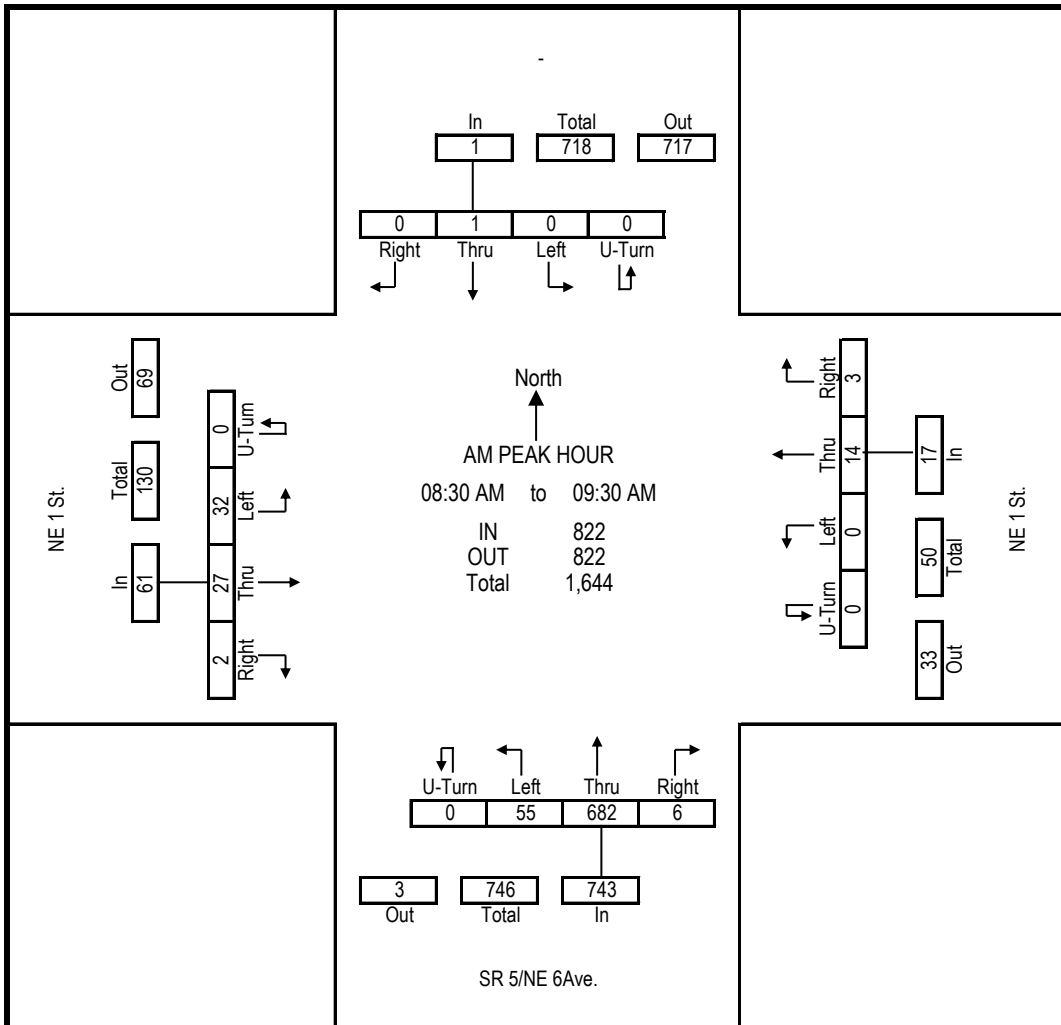 -
In Total Out
1 718 717
0 1 0 0
Right Thru Left U-Turn
NE 1 St.
Out 69
Total 130
In 61
0 U-Turn
32 Left
27 Thru
2 Right
North
AM PEAK HOUR
08:30 AM to 09:30 AM
IN 822
OUT 822
Total 1,644
Right 3
Thru 14
Left 0
U-Turn 0
17 In
50 Total
33 Out
NE 1 St.
U-Turn Left Thru Right
0 55 682 6
3 746 743
Out Total In
SR 5/NE 6Ave.